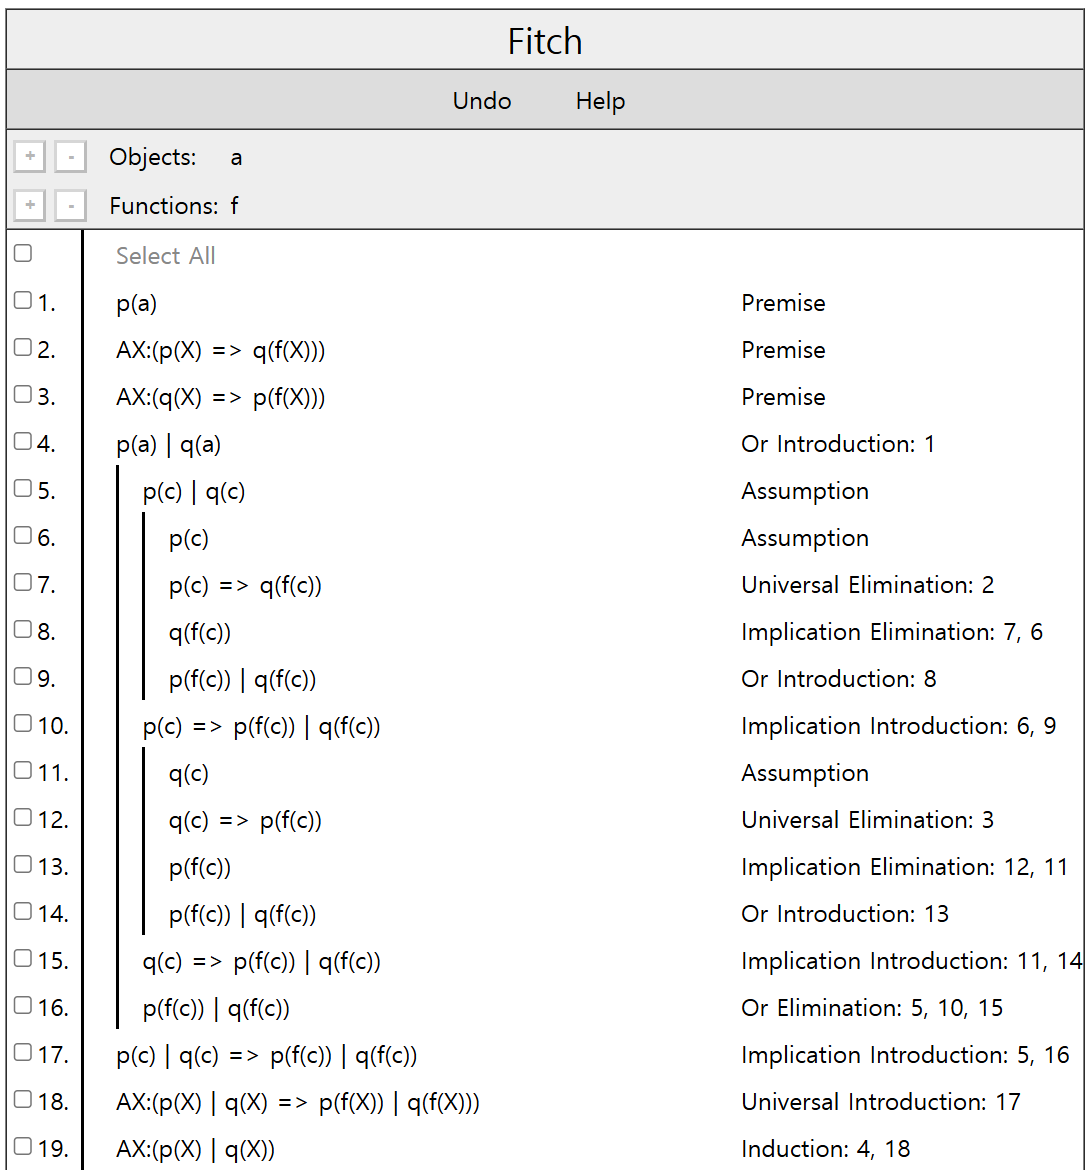 Fitch
Undo Help
+ - Objects: a
+ - Functions: f
Select All
1. p(a) Premise
2. AX:(p(X) => q(f(X))) Premise
3. AX:(q(X) => p(f(X))) Premise
4. p(a) | q(a) Or Introduction: 1
5. p(c) | q(c) Assumption
6. p(c) Assumption
7. p(c) => q(f(c)) Universal Elimination: 2
8. q(f(c)) Implication Elimination: 7, 6
9. p(f(c)) | q(f(c)) Or Introduction: 8
10. p(c) => p(f(c)) | q(f(c)) Implication Introduction: 6, 9
11. q(c) Assumption
12. q(c) => p(f(c)) Universal Elimination: 3
13. p(f(c)) Implication Elimination: 12, 11
14. p(f(c)) | q(f(c)) Or Introduction: 13
15. q(c) => p(f(c)) | q(f(c)) Implication Introduction: 11, 14
16. p(f(c)) | q(f(c)) Or Elimination: 5, 10, 15
17. p(c) | q(c) => p(f(c)) | q(f(c)) Implication Introduction: 5, 16
18. AX:(p(X) | q(X) => p(f(X)) | q(f(X))) Universal Introduction: 17
19. AX:(p(X) | q(X)) Induction: 4, 18